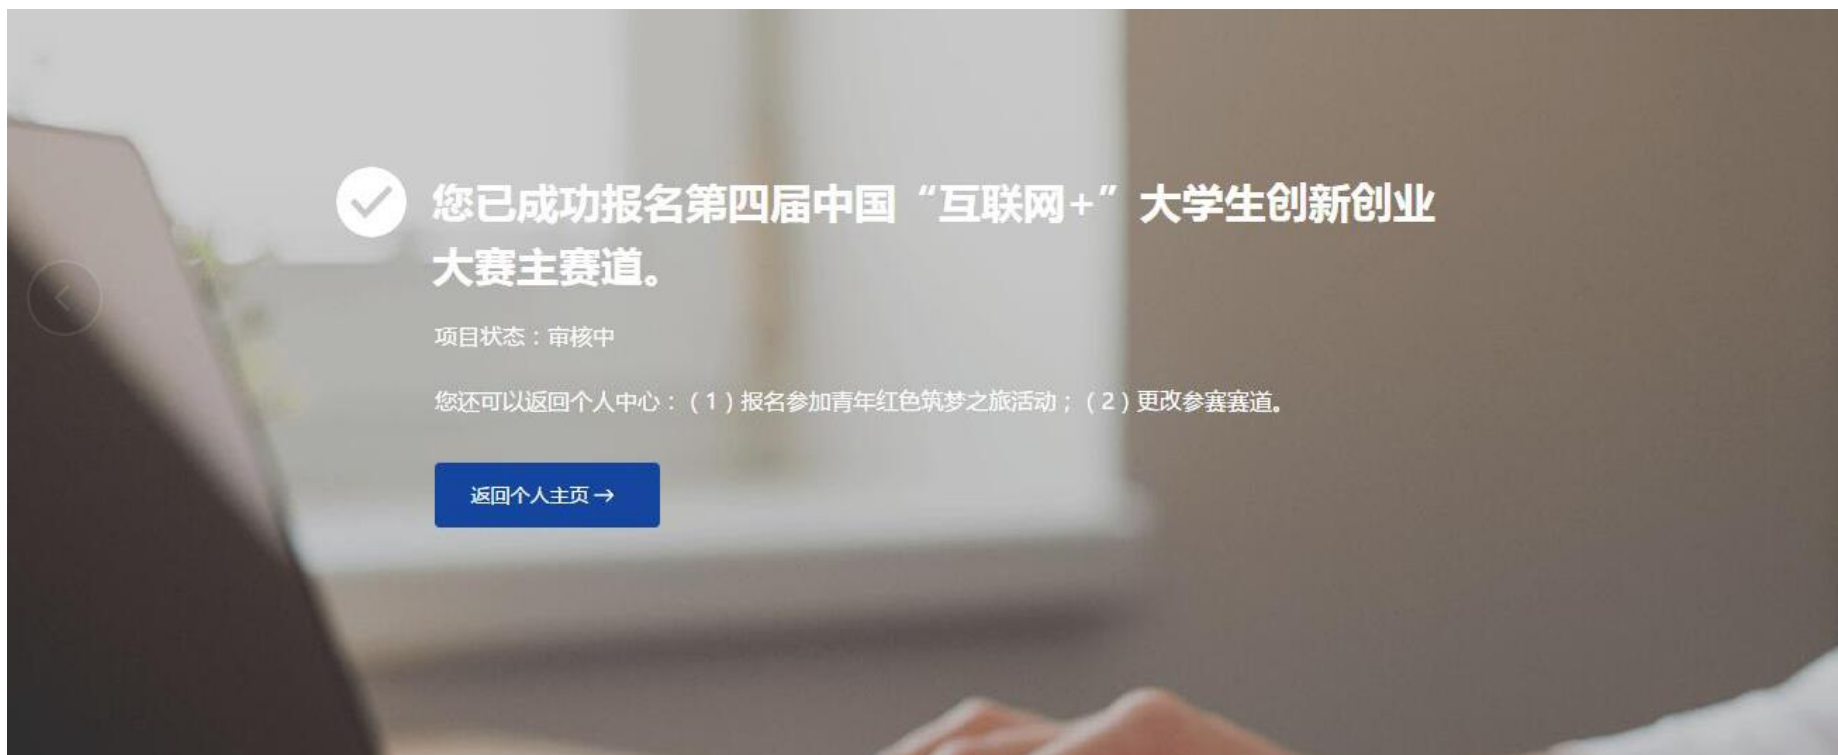 您已成功报名第四届中国“互联网+”大学生创新创业
大赛主赛道。
项目状态：审核中
您还可以返回个人中心：（1）报名参加青年红色筑梦之旅活动；（2）更改参赛赛道。
返回个人主页→